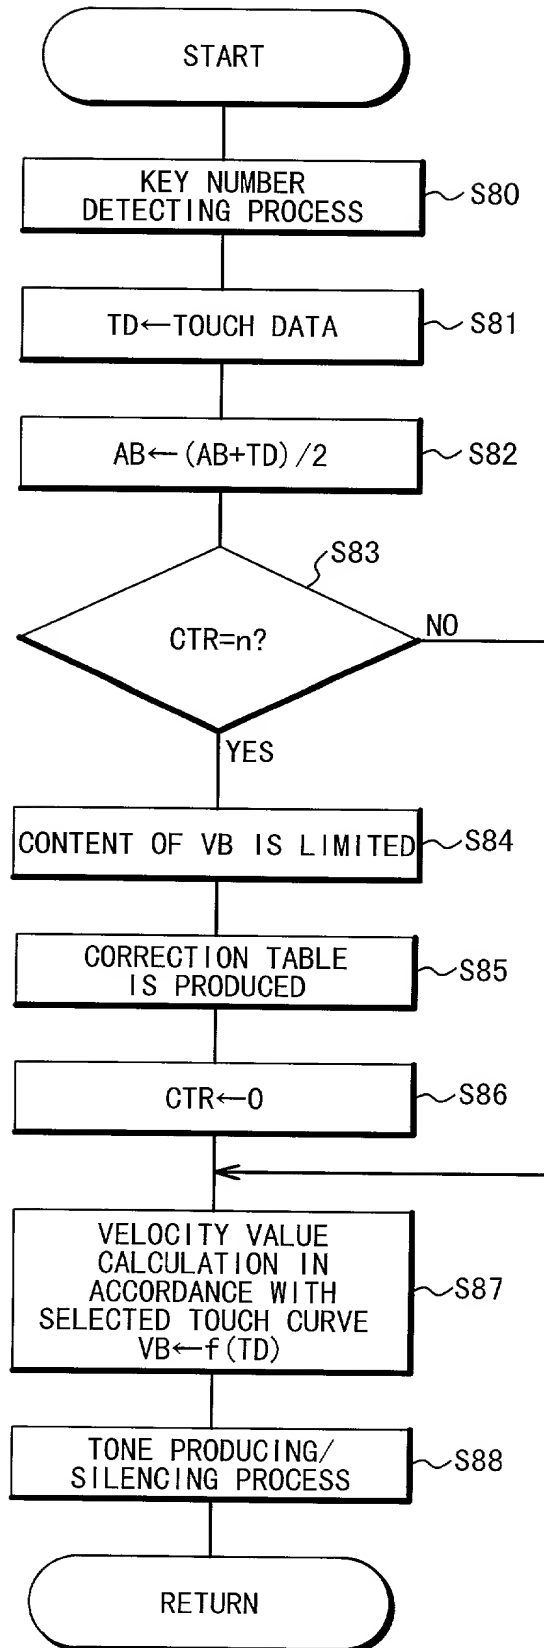 START
KEY NUMBER
DETECTING PROCESS
S80
TD←TOUCH DATA
S81
AB←(AB+TD)/2
S82
S83
CTR=n?
NO
YES
CONTENT OF VB IS LIMITED
S84
CORRECTION TABLE
IS PRODUCED
S85
CTR←0
S86
VELOCITY VALUE
CALCULATION IN
ACCORDANCE WITH
SELECTED TOUCH CURVE
VB←f(TD)
S87
TONE PRODUCING/
SILENCING PROCESS
S88
RETURN